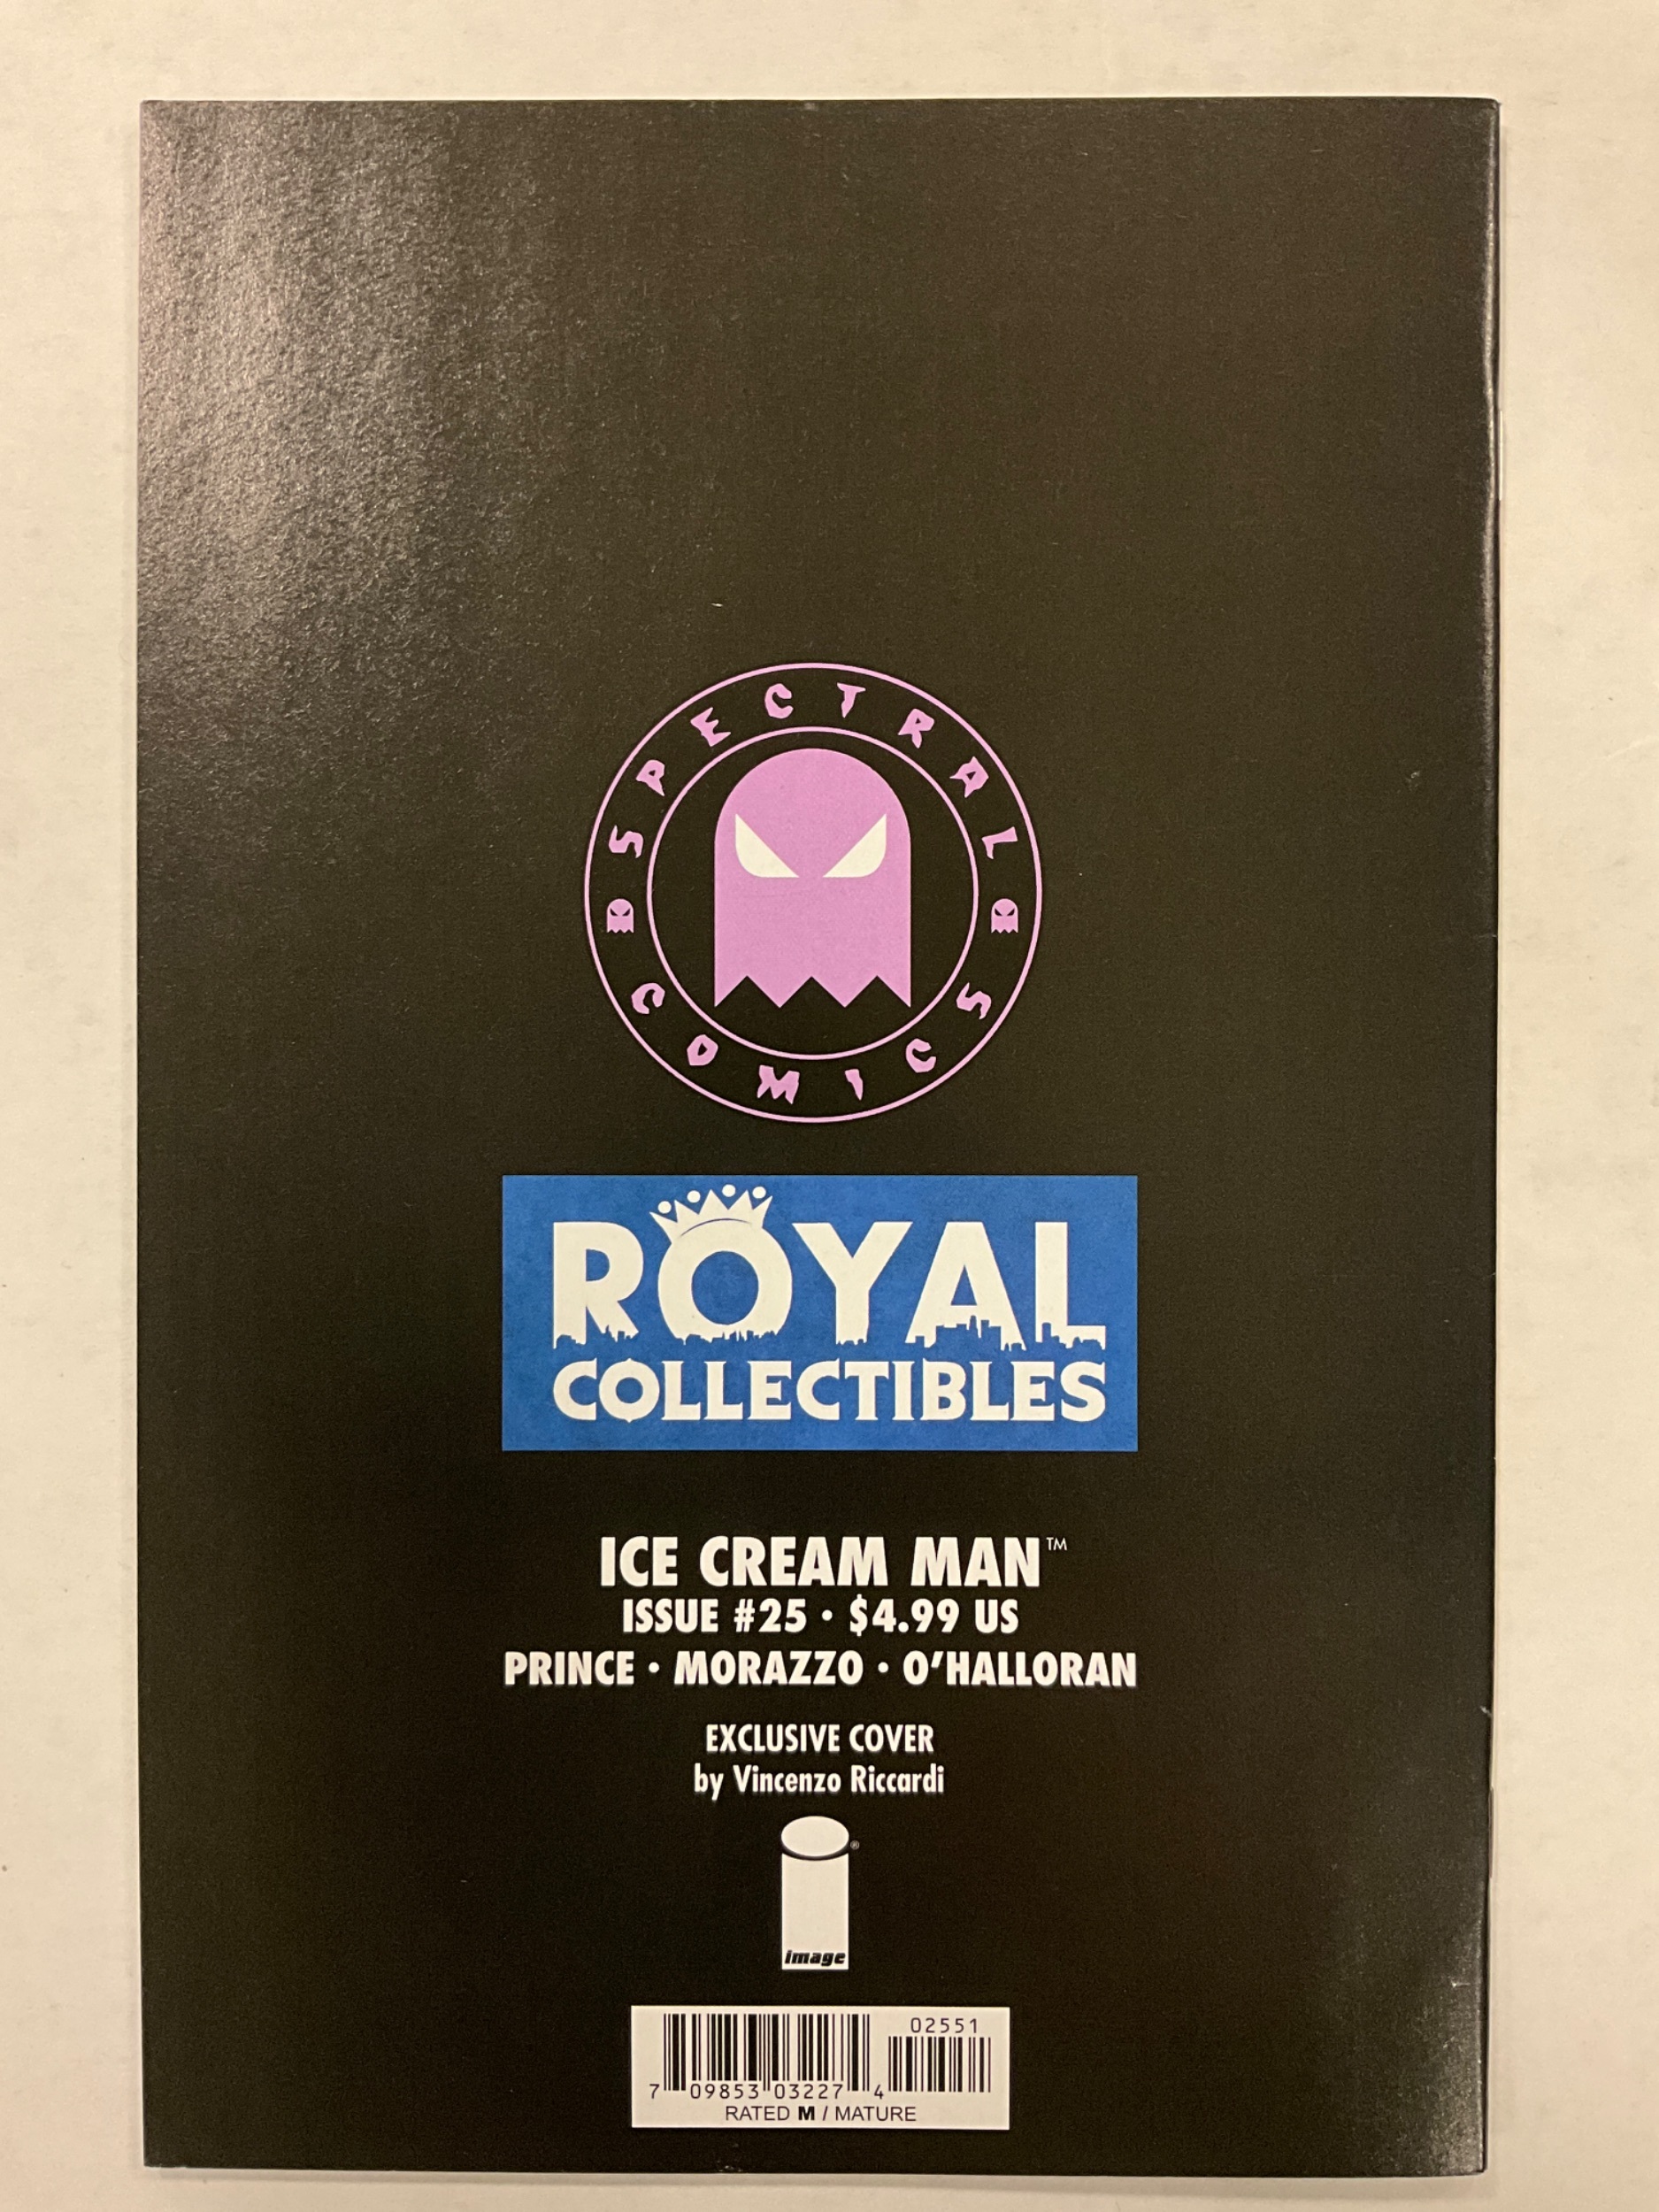 SPECTRAL
COMICS
ROYAL
COLLECTIBLES
ICE CREAM MAN™
ISSUE #25 • $4.99 US
PRINCE • MORAZZO • O'HALLORAN
EXCLUSIVE COVER
by Vincenzo Riccardi
®
image
02551
7 09853 03227 4
RATED M / MATURE